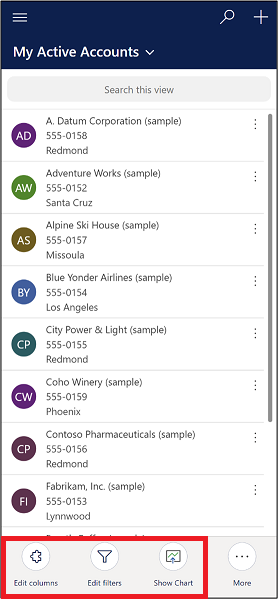 My Active Accounts
Search this view
A. Datum Corporation (sample)
AD
555-0158
Redmond
Adventure Works (sample)
AW
555-0152
Santa Cruz
Alpine Ski House (sample)
AS
555-0157
Missoula
Blue Yonder Airlines (sample)
BY
555-0154
Los Angeles
City Power & Light (sample)
CP
555-0155
Redmond
Coho Winery (sample)
CW
555-0159
Phoenix
Contoso Pharmaceuticals (sample)
CP
555-0156
Redmond
Fabrikam, Inc. (sample)
FI
555-0153
Lynnwood
Edit columns
Edit filters
Show Chart
More